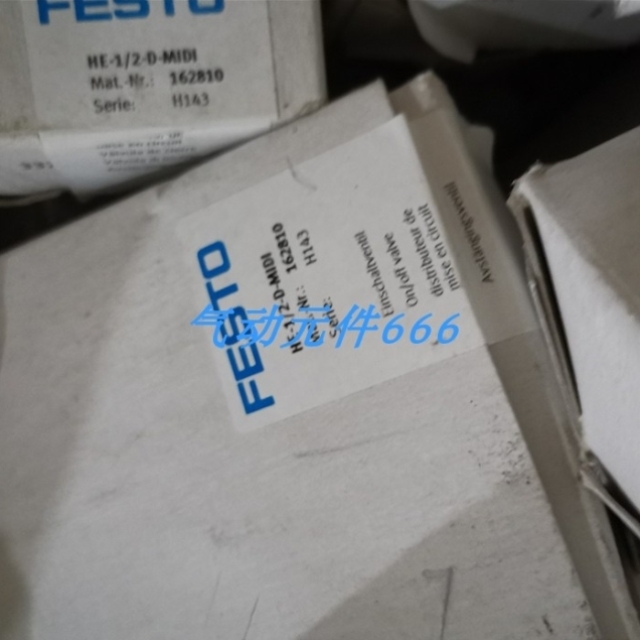 FESTO
HE-1/2-D-MIDI
Mat.-Nr.: 162810
Serie: H143
FESTO
HE-1/2-D-MIDI
Nr.: 162810
Serie: H143
Einschaltventil
On/off valve
distributeur de
mise en circuit
气动元件666